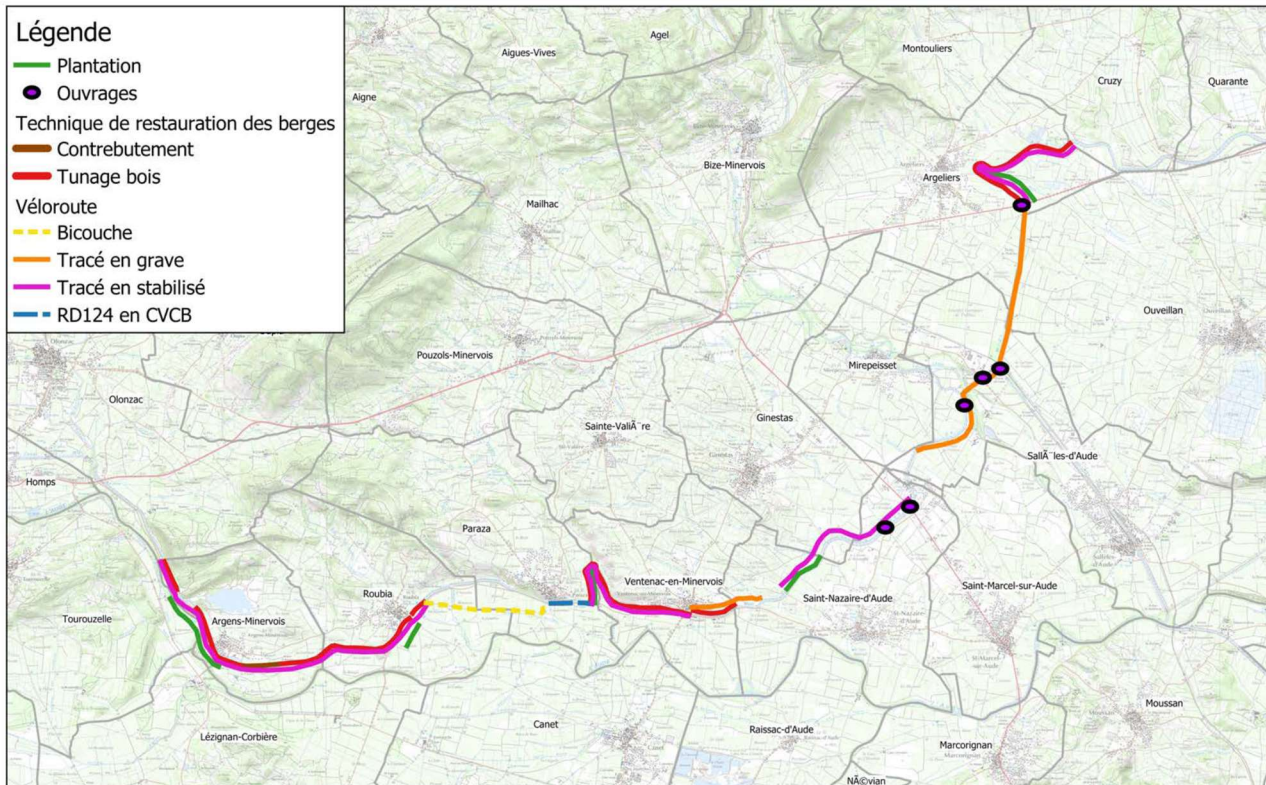 Légende
Plantation
Ouvrages
Technique de restauration des berges
Contrebutement
Tunage bois
Véloroute
Bicouche
Tracé en grave
Tracé en stabilisé
RD124 en CVCB
Agel
Montouliers
Aigues-Vives
Cruzy
Quarante
Aigne
Bize-Minervois
Argeliers
Mailhac
Ouveillan
Pouzols-Minervois
Mirepeisset
Olonzac
Ginestas
Sainte-ValiÃ¨re
SallÃ¨les-d'Aude
Homps
Paraza
Ventenac-en-Minervois
Saint-Marcel-sur-Aude
Roubia
Saint-Nazaire-d'Aude
Tourouzelle
Argens-Minervois
Moussan
Canet
Raissac-d'Aude
Lézignan-Corbière
Marcorignan
NÃ©vian